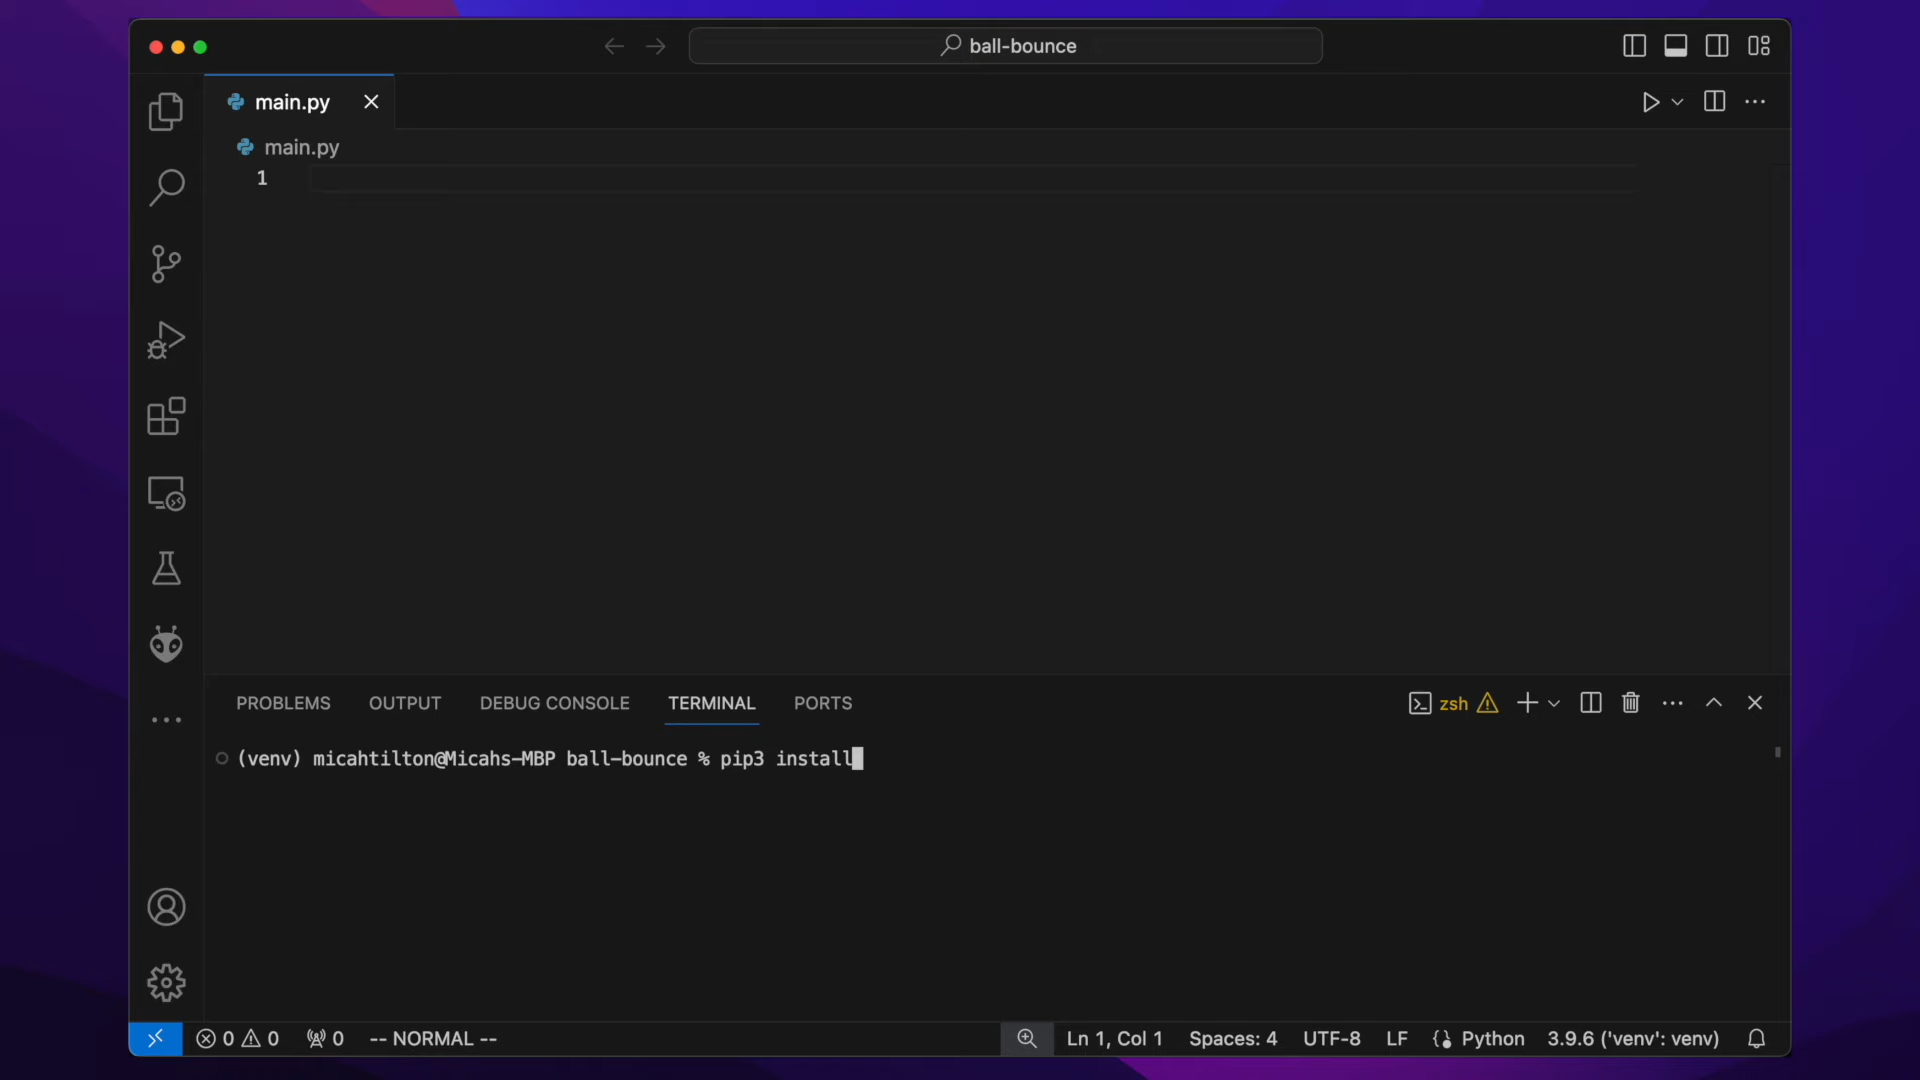 ball-bounce
main.py
main.py
1
PROBLEMS OUTPUT DEBUG CONSOLE TERMINAL PORTS zsh
(venv) micahtilton@Micahs-MBP ball-bounce % pip3 install
0 0 0 -- NORMAL -- Ln 1, Col 1 Spaces: 4 UTF-8 LF Python 3.9.6 ('venv': venv)